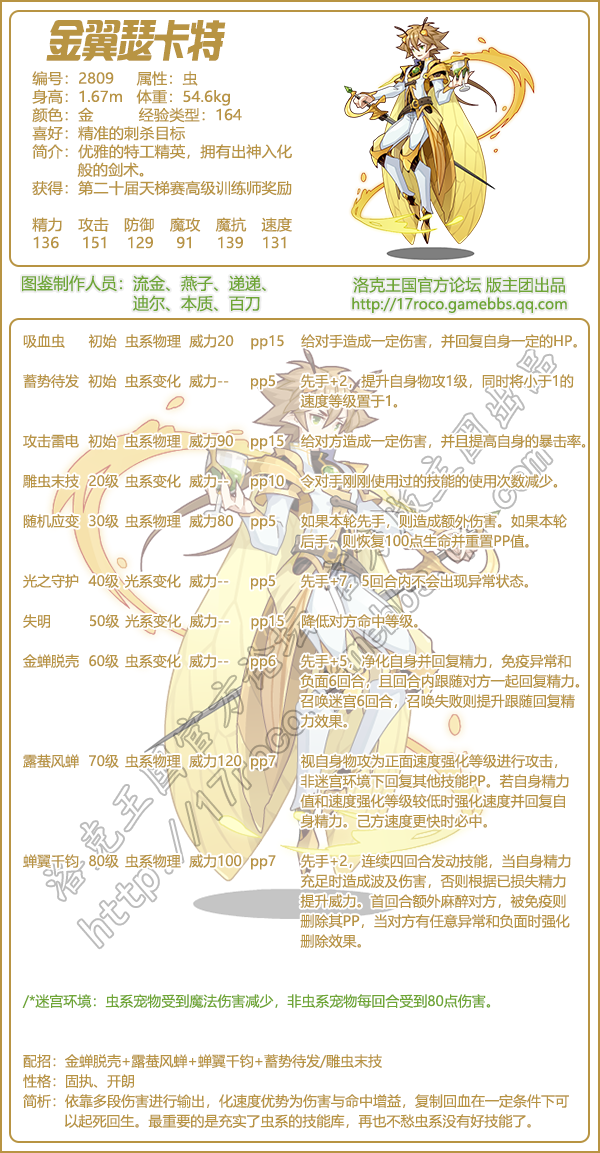 金翼瑟卡特
编号：2809 属性：虫
身高：1.67m 体重：54.6kg
颜色：金 经验类型：164
喜好：精准的刺杀目标
简介：优雅的特工精英，拥有出神入化
般的剑术。
获得：第二十届天梯赛高级训练师奖励
精力 攻击 防御 魔攻 魔抗 速度
136 151 129 91 139 131
图鉴制作人员：流金、燕子、递递、
迪尔、本质、百刀
洛克王国官方论坛 版主团出品
http://17roco.gamebbs.qq.com
吸血虫 初始 虫系物理 威力20 pp15 给对手造成一定伤害，并回复自身一定的HP。
蓄势待发 初始 虫系变化 威力-- pp5 先手+2，提升自身物攻1级，同时将小于1的
速度等级置于1。
攻击雷电 初始 虫系物理 威力90 pp15 给对方造成一定伤害，并且提高自身的暴击率。
雕虫末技 20级 虫系变化 威力-- pp10 令对手刚刚使用过的技能的使用次数减少。
随机应变 30级 虫系物理 威力80 pp5 如果本轮先手，则造成额外伤害。如果本轮
后手，则恢复100点生命并重置PP值。
光之守护 40级 光系变化 威力-- pp5 先手+7，5回合内不会出现异常状态。
失明 50级 光系变化 威力-- pp15 降低对方命中等级。
金蝉脱壳 60级 虫系变化 威力-- pp6 先手+5，净化自身并回复精力，免疫异常和
负面6回合，且回合内跟随对方一起回复精力。
召唤迷宫6回合，召唤失败则提升跟随回复精
力效果。
露蛬风蝉 70级 虫系物理 威力120 pp7 视自身物攻为正面速度强化等级进行攻击，
非迷宫环境下回复其他技能PP。若自身精力
值和速度强化等级较低时强化速度并回复自
身精力。己方速度更快时必中。
蝉翼千钧 80级 虫系物理 威力100 pp7 先手+2，连续四回合发动技能，当自身精力
充足时造成波及伤害，否则根据已损失精力
提升威力。首回合额外麻醉对方，被免疫则
删除其PP，当对方有任意异常和负面时强化
删除效果。
/*迷宫环境：虫系宠物受到魔法伤害减少，非虫系宠物每回合受到80点伤害。
配招：金蝉脱壳+露蛬风蝉+蝉翼千钧+蓄势待发/雕虫末技
性格：固执、开朗
简析：依靠多段伤害进行输出，化速度优势为伤害与命中增益，复制回血在一定条件下可
以起死回生。最重要的是充实了虫系的技能库，再也不愁虫系没有好技能了。
洛克王国官方论坛 版主团出品
http://17roco.gamebbs.qq.com